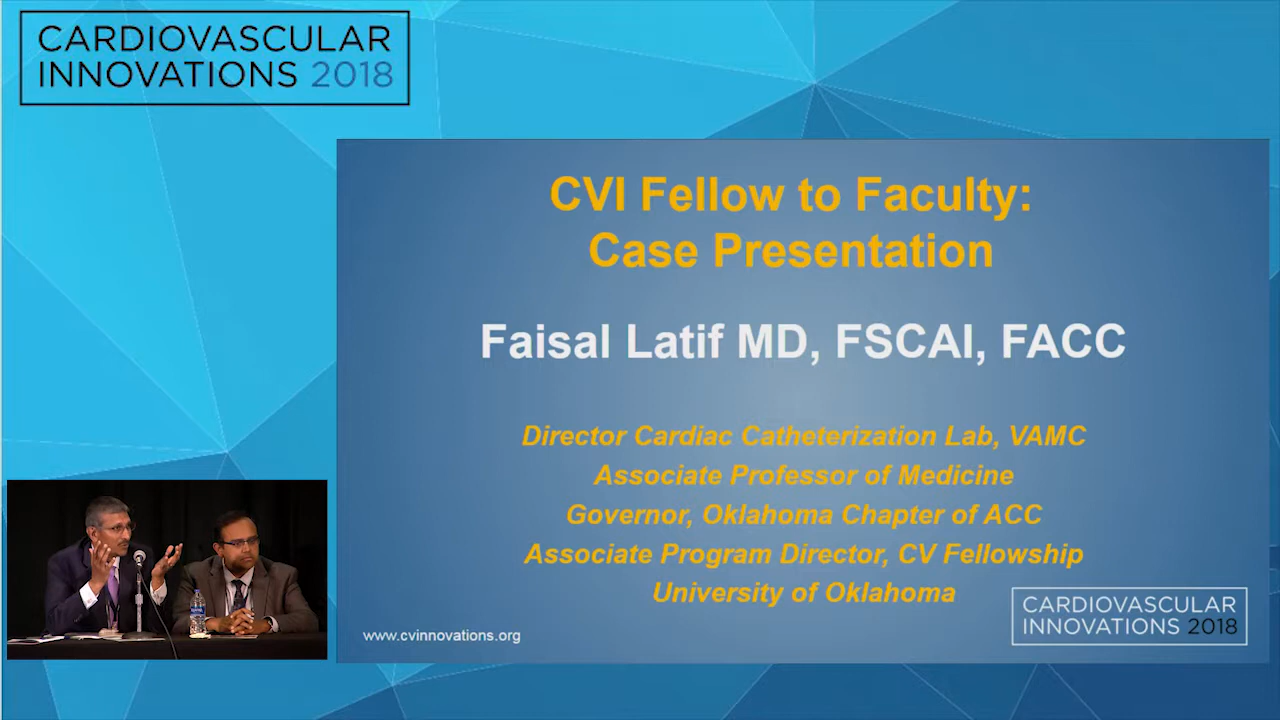 CARDIOVASCULAR
INNOVATIONS 2018
CVI Fellow to Faculty:
Case Presentation
Faisal Latif MD, FSCAI, FACC
Director Cardiac Catheterization Lab, VAMC
Associate Professor of Medicine
Governor, Oklahoma Chapter of ACC
Associate Program Director, CV Fellowship
University of Oklahoma
www.cvinnovations.org
CARDIOVASCULAR
INNOVATIONS 2018